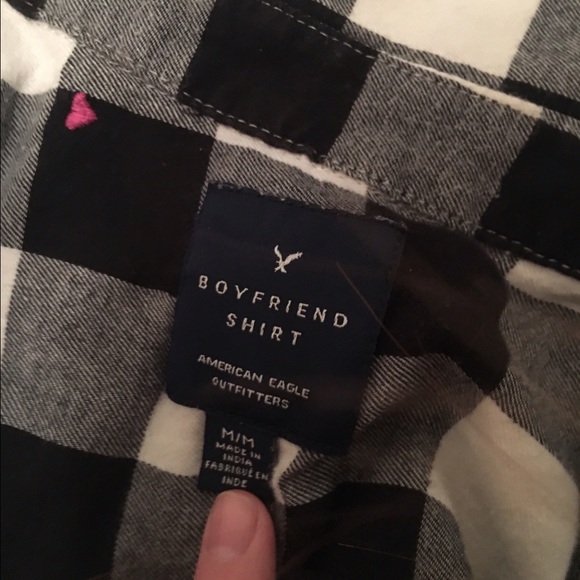 BOYFRIEND
SHIRT
AMERICAN EAGLE
OUTFITTERS
M/M
MADE IN
INDIA
FABRIQUÉ EN
INDE